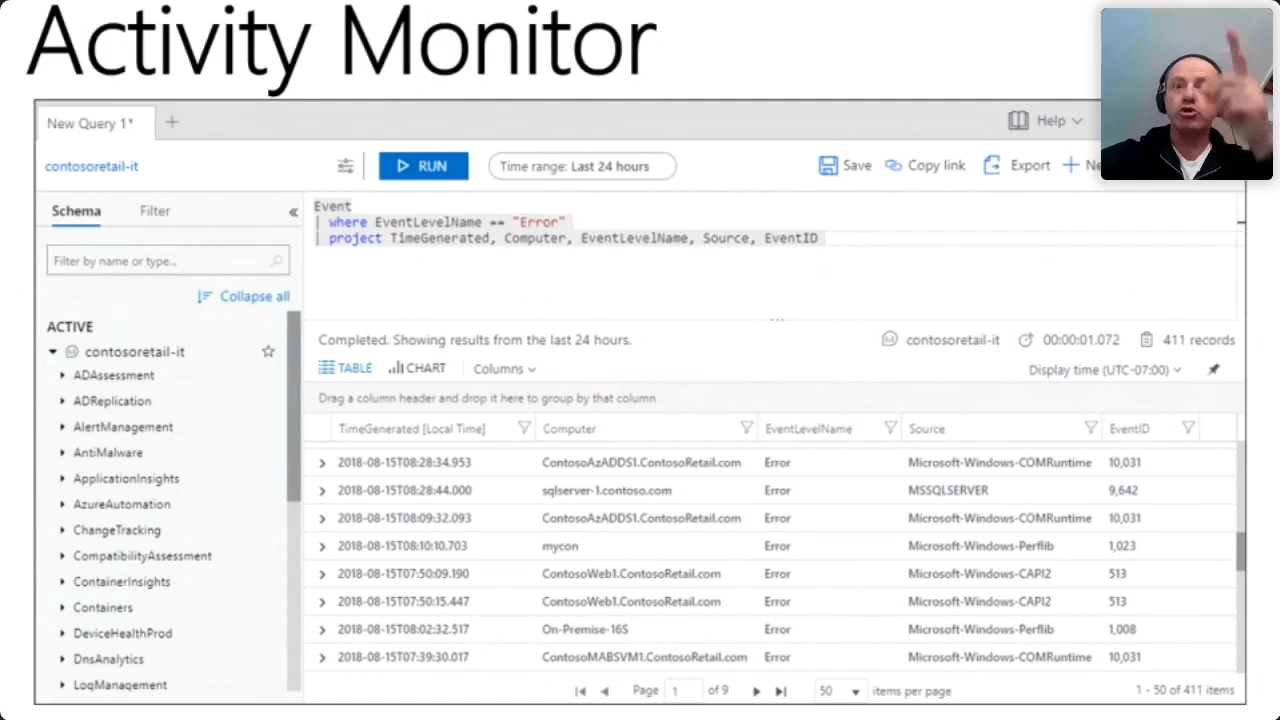 Activity Monitor
New Query 1*
Help
contosoretail-it
RUN
Time range: Last 24 hours
Save
Copy link
Export
Schema
Filter
Event
| where EventLevelName == "Error"
| project TimeGenerated, Computer, EventLevelName, Source, EventID
Filter by name or type...
Collapse all
ACTIVE
contosoretail-it
ADAssessment
ADReplication
AlertManagement
AntiMalware
ApplicationInsights
AzureAutomation
ChangeTracking
CompatibilityAssessment
ContainerInsights
Containers
DeviceHealthProd
DnsAnalytics
LogManagement
Completed. Showing results from the last 24 hours.
contosoretail-it 00:00:01.072 411 records
TABLE CHART Columns
Display time (UTC-07:00)
Drag a column header and drop it here to group by that column
TimeGenerated [Local Time] Computer EventLevelName Source EventID
2018-08-15T08:28:34.953 ContosoAzADDS1.ContosoRetail.com Error Microsoft-Windows-COMRuntime 10,031
2018-08-15T08:28:44.000 sqlserver-1.contoso.com Error MSSQLSERVER 9,642
2018-08-15T08:09:32.093 ContosoAzADDS1.ContosoRetail.com Error Microsoft-Windows-COMRuntime 10,031
2018-08-15T08:10:10.703 mycon Error Microsoft-Windows-Perflib 1,023
2018-08-15T07:50:09.190 ContosoWeb1.ContosoRetail.com Error Microsoft-Windows-CAPI2 513
2018-08-15T07:50:15.447 ContosoWeb1.ContosoRetail.com Error Microsoft-Windows-CAPI2 513
2018-08-15T08:02:32.517 On-Premise-16S Error Microsoft-Windows-Perflib 1,008
2018-08-15T07:39:30.017 ContosoMABSVM1.ContosoRetail.com Error Microsoft-Windows-COMRuntime 10,031
Page 1 of 9 50 items per page 1 - 50 of 411 items